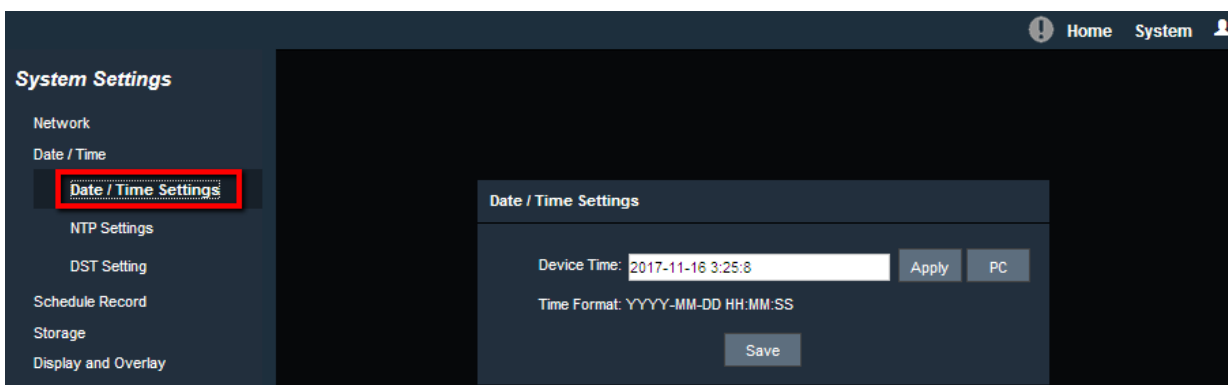 Home System
System Settings
Network
Date / Time
Date / Time Settings
NTP Settings
DST Setting
Schedule Record
Storage
Display and Overlay
Date / Time Settings
Device Time: 2017-11-16 3:25:8 Apply PC
Time Format: YYYY-MM-DD HH:MM:SS
Save